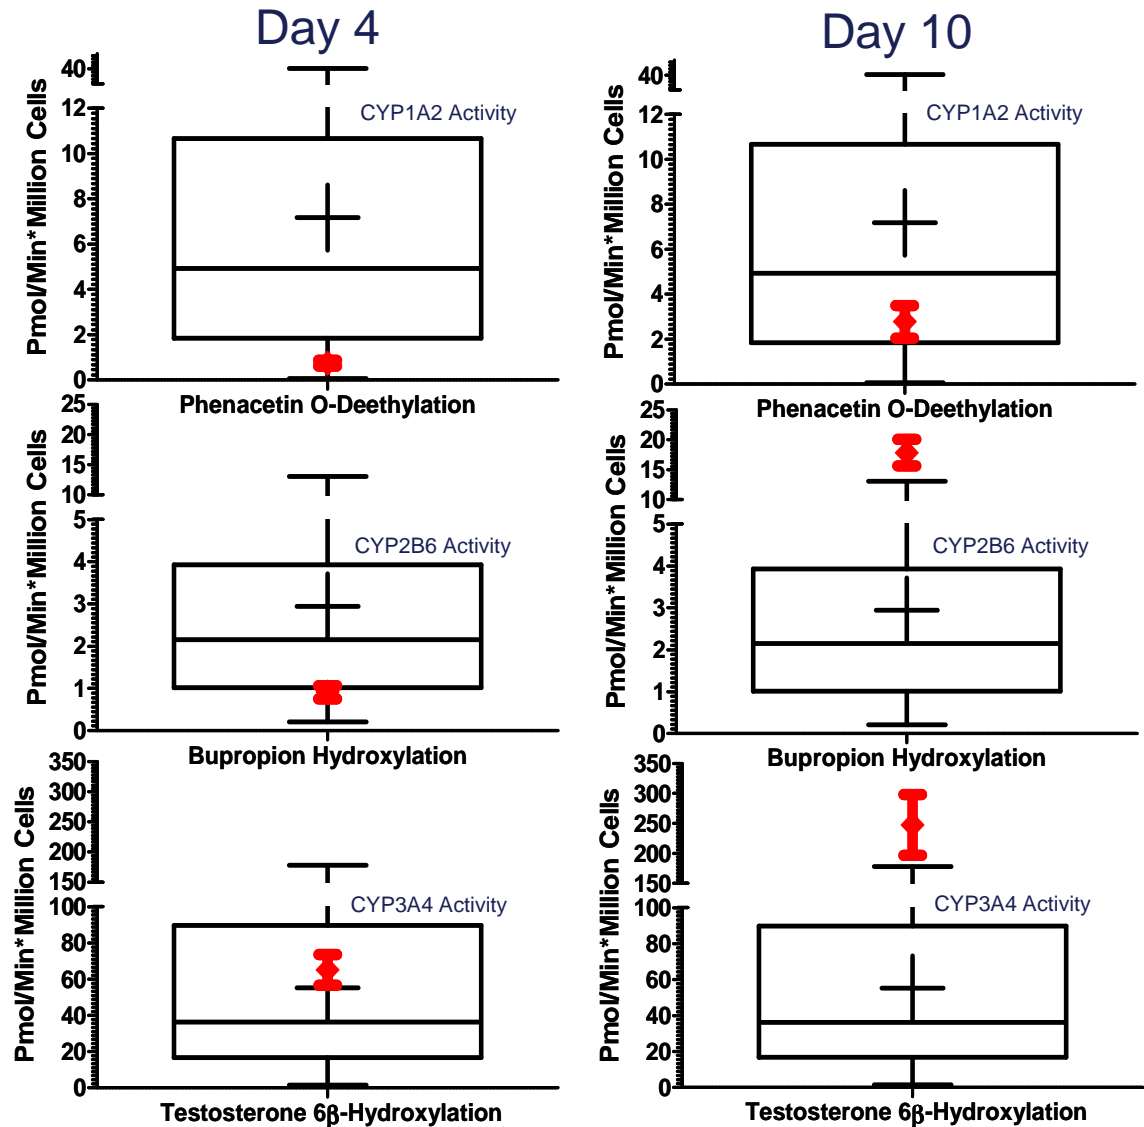 Day 4
Day 10
Pmol/Min*Million Cells
40
12
10
8
6
4
2
0
CYP1A2 Activity
Phenacetin O-Deethylation
Pmol/Min*Million Cells
40
12
10
8
6
4
2
0
CYP1A2 Activity
Phenacetin O-Deethylation
Pmol/Min*Million Cells
25
20
15
10
5
4
3
2
1
0
CYP2B6 Activity
Bupropion Hydroxylation
Pmol/Min*Million Cells
25
20
15
10
5
4
3
2
1
0
CYP2B6 Activity
Bupropion Hydroxylation
Pmol/Min*Million Cells
350
300
250
200
150
100
80
60
40
20
0
CYP3A4 Activity
Testosterone 6β-Hydroxylation
Pmol/Min*Million Cells
350
300
250
200
150
100
80
60
40
20
0
CYP3A4 Activity
Testosterone 6β-Hydroxylation